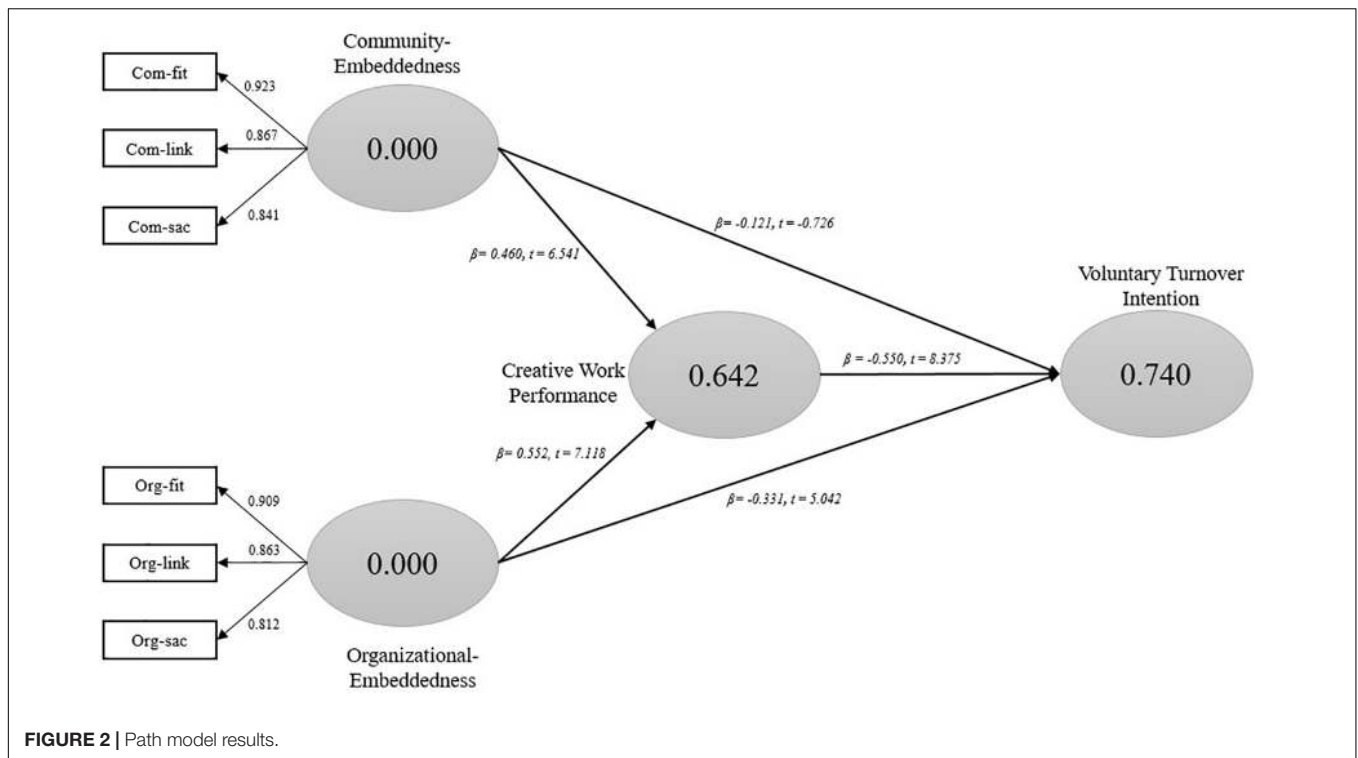 Community-
Embeddedness
Com-fit
0.923
0.867
Com-link
0.000
Com-sac
0.841
β= -0.121, t = -0.726
β= 0.460, t = 6.541
Voluntary Turnover
Intention
Creative Work
Performance
0.642
β = -0.550, t = 8.375
0.740
β= 0.552, t = 7.118
Org-fit
0.909
β= -0.331, t = 5.042
Org-link
0.863
0.000
Org-sac
0.812
Organizational-
Embeddedness
FIGURE 2 | Path model results.